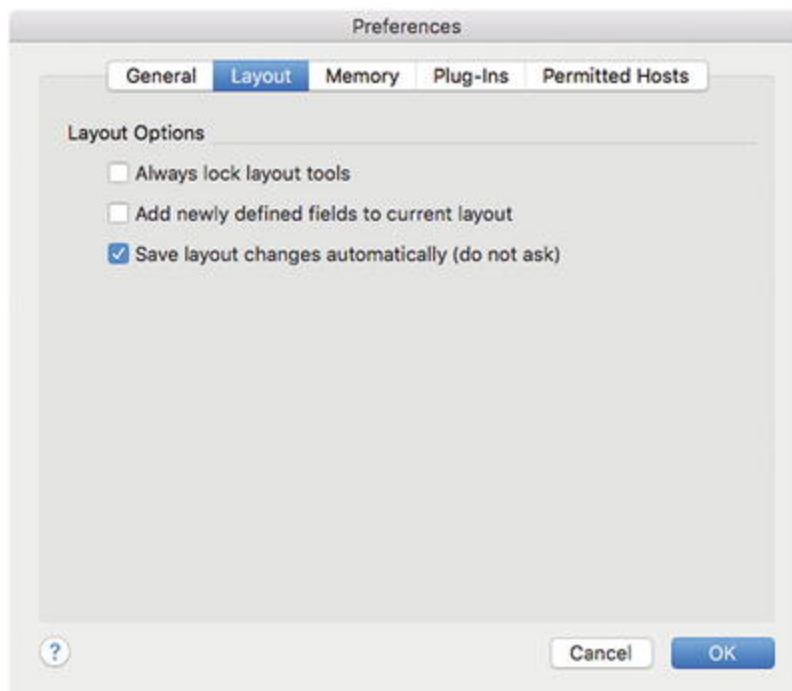 Preferences
General Layout Memory Plug-Ins Permitted Hosts
Layout Options
Always lock layout tools
Add newly defined fields to current layout
Save layout changes automatically (do not ask)
? Cancel OK